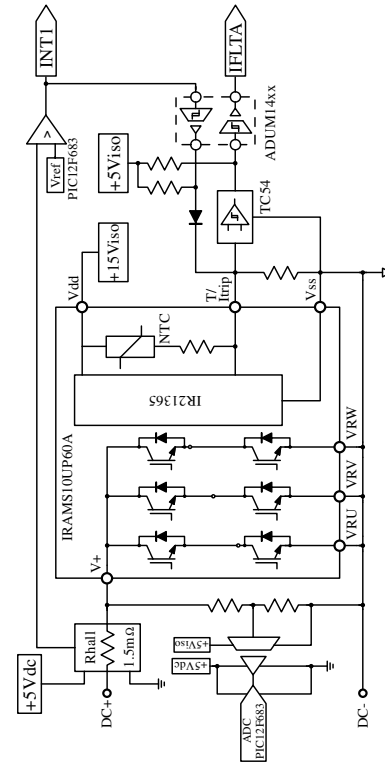 INT1
IFLTA
Vref
PIC12F683
ADUM14xx
+5Viso
TC54
+15Viso
Vdd
T/
Itrip
Vss
NTC
IR21365
IRAMS10UP60A
VRW
VRV
VRU
V+
+5Vdc
Rhall
1.5mΩ
DC+
+5Viso
+5Vdc
ADC
PIC12F683
DC-